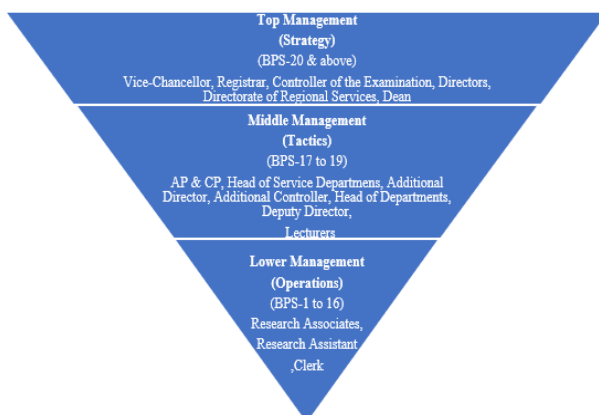 Top Management
(Strategy)
(BPS-20 & above)
Vice-Chancellor, Registrar, Controller of the Examination, Directors,
Directorate of Regional Services, Dean
Middle Management
(Tactics)
(BPS-17 to 19)
AP & CP, Head of Service Departmens, Additional
Director, Additional Controller, Head of Departments,
Deputy Director,
Lecturers
Lower Management
(Operations)
(BPS-1 to 16)
Research Associates,
Research Assistant
,Clerk